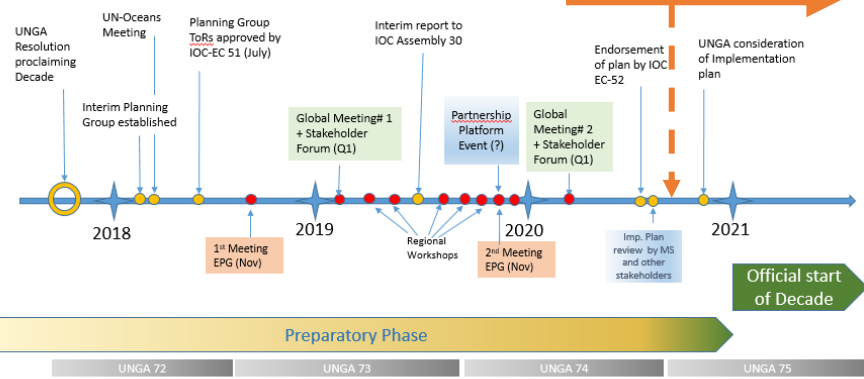 UNGA
Resolution
proclaiming
Decade
UN-Oceans
Meeting
Interim Planning
Group established
Planning Group
ToRs approved by
IOC-EC 51 (July)
Global Meeting# 1
+ Stakeholder
Forum (Q1)
Interim report to
IOC Assembly 30
Partnership
Platform
Event (?)
Global
Meeting# 2
+ Stakeholder
Forum (Q1)
Endorsement
of plan by IOC
EC-52
UNGA consideration
of Implementation
plan
2018
2019
2020
2021
1st Meeting
EPG (Nov)
Regional
Workshops
2nd Meeting
EPG (Nov)
Imp. Plan
review by MS
and other
stakeholders
Official start
of Decade
Preparatory Phase
UNGA 72
UNGA 73
UNGA 74
UNGA 75